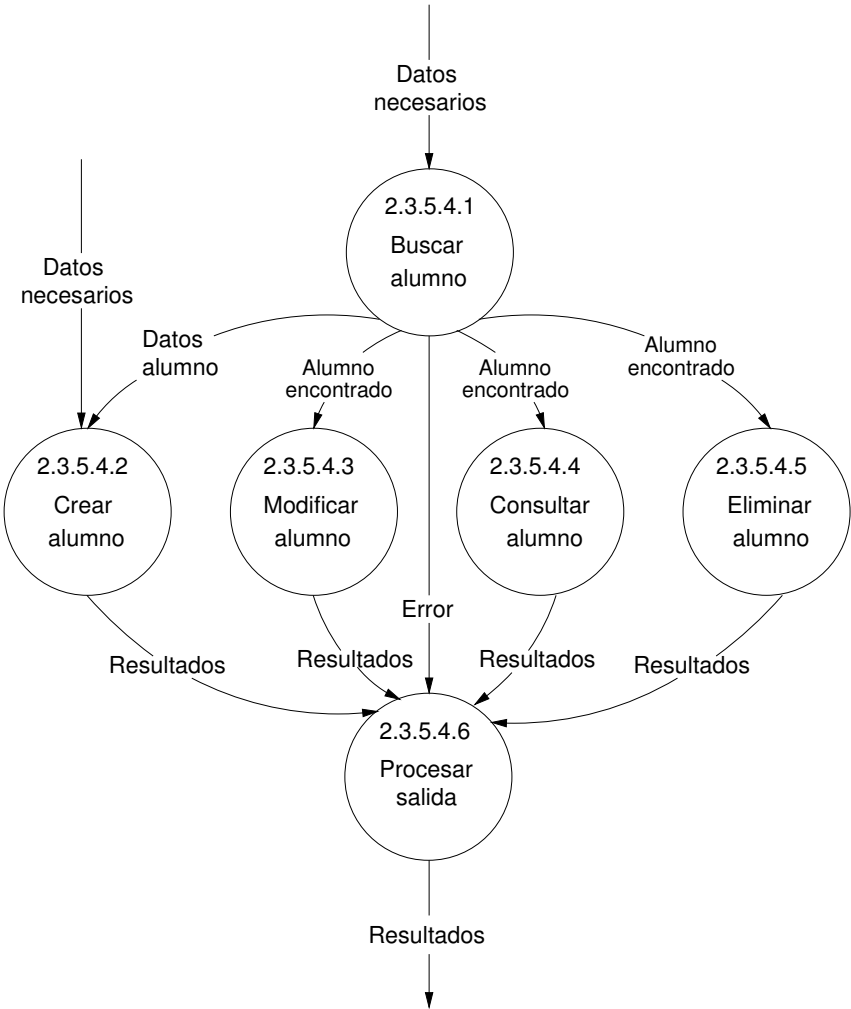 Datos
necesarios
2.3.5.4.1
Buscar
alumno
Datos
necesarios
Datos
alumno
Alumno
encontrado
Alumno
encontrado
Alumno
encontrado
2.3.5.4.2
Crear
alumno
2.3.5.4.3
Modificar
alumno
2.3.5.4.4
Consultar
alumno
2.3.5.4.5
Eliminar
alumno
Error
Resultados
Resultados
Resultados
Resultados
2.3.5.4.6
Procesar
salida
Resultados